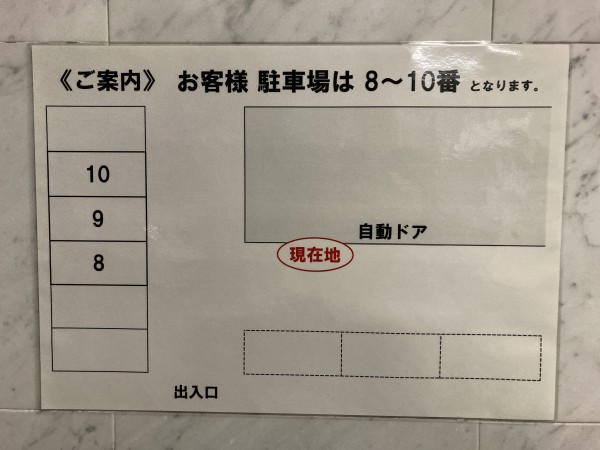 《ご案内》 お客様 駐車場は 8～10番 となります。
10
9
8
自動ドア
現在地
出入口